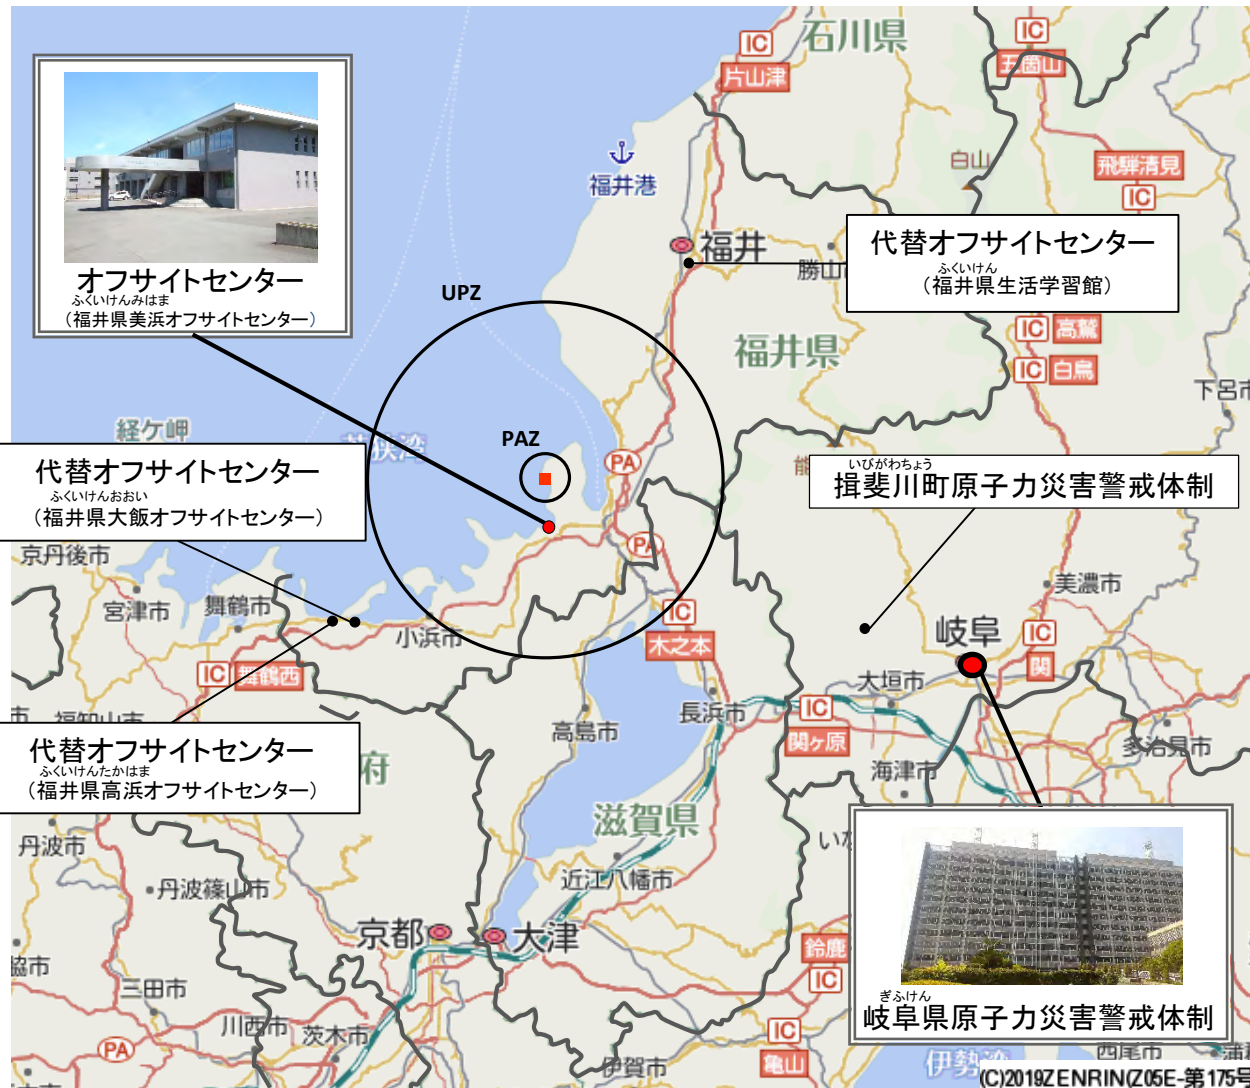 石川県
IC
片山津
IC
五箇山
白山
飛騨清見
IC
福井港
福井
勝山
代替オフサイトセンター
ふくいけん
(福井県生活学習館)
オフサイトセンター
ふくいけんみはま
(福井県美浜オフサイトセンター)
UPZ
IC
高鷲
福井県
IC
白鳥
下呂市
経ケ岬
PAZ
PA
代替オフサイトセンター
ふくいけんおおい
(福井県大飯オフサイトセンター)
いびがわちょう
揖斐川町原子力災害警戒体制
京丹後市
PA
宮津市
舞鶴市
小浜市
美濃市
IC
木之本
岐阜
IC
関
IC
舞鶴西
大垣市
長浜市
IC
関ヶ原
福知山市
高島市
多治見市
海津市
代替オフサイトセンター
ふくいけんたかはま
(福井県高浜オフサイトセンター)
府
滋賀県
丹波市
丹波篠山市
近江八幡市
京都
大津
鈴鹿
IC
三田市
川西市
茨木市
PA
IC
亀山
伊賀市
ぎふけん
岐阜県原子力災害警戒体制
伊勢湾
西尾市
(C)2019ZENRIN(Z05E-第175号